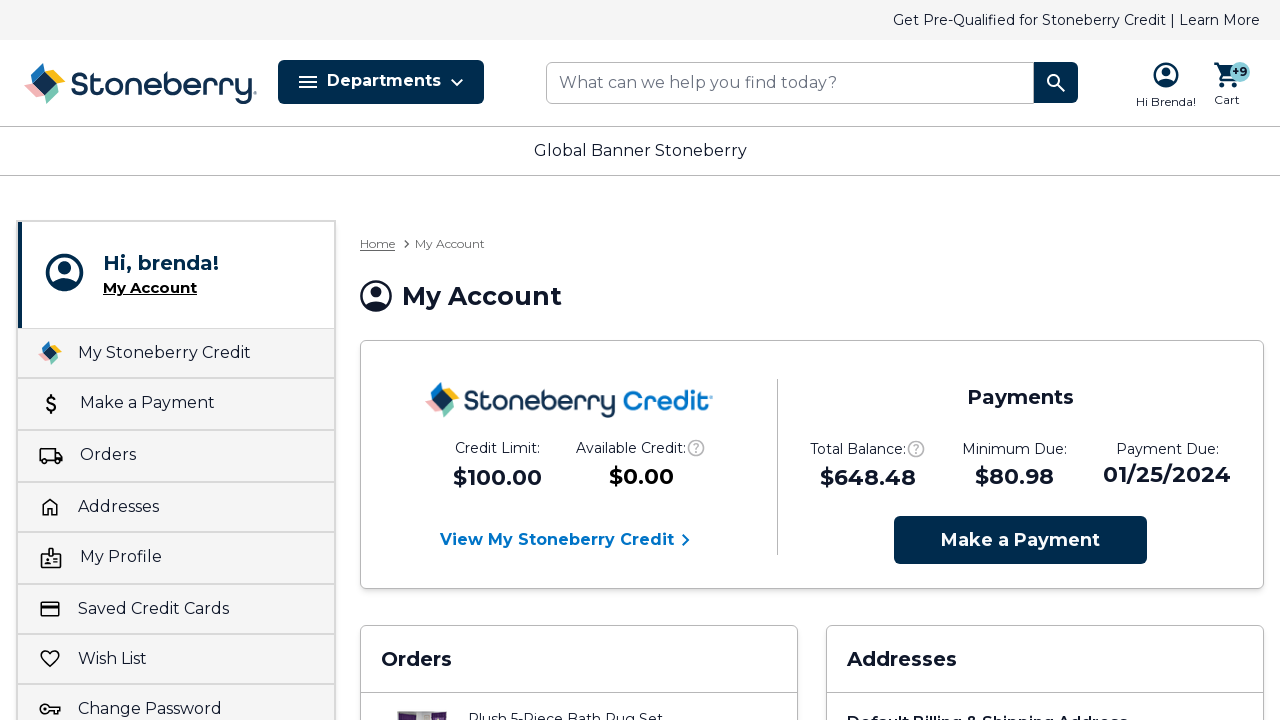 Get Pre-Qualified for Stoneberry Credit | Learn More
Stoneberry
Departments
What can we help you find today?
Hi Brenda!
+9
Cart
Global Banner Stoneberry
Hi, brenda!
My Account
My Stoneberry Credit
Make a Payment
Orders
Addresses
My Profile
Saved Credit Cards
Wish List
Change Password
Home > My Account
My Account
Stoneberry Credit
Credit Limit:
$100.00
Available Credit:
$0.00
View My Stoneberry Credit
Payments
Total Balance:
$648.48
Minimum Due:
$80.98
Payment Due:
01/25/2024
Make a Payment
Orders
Plush 5-Piece Bath Rug Set
Addresses
Default Billing & Shipping Address